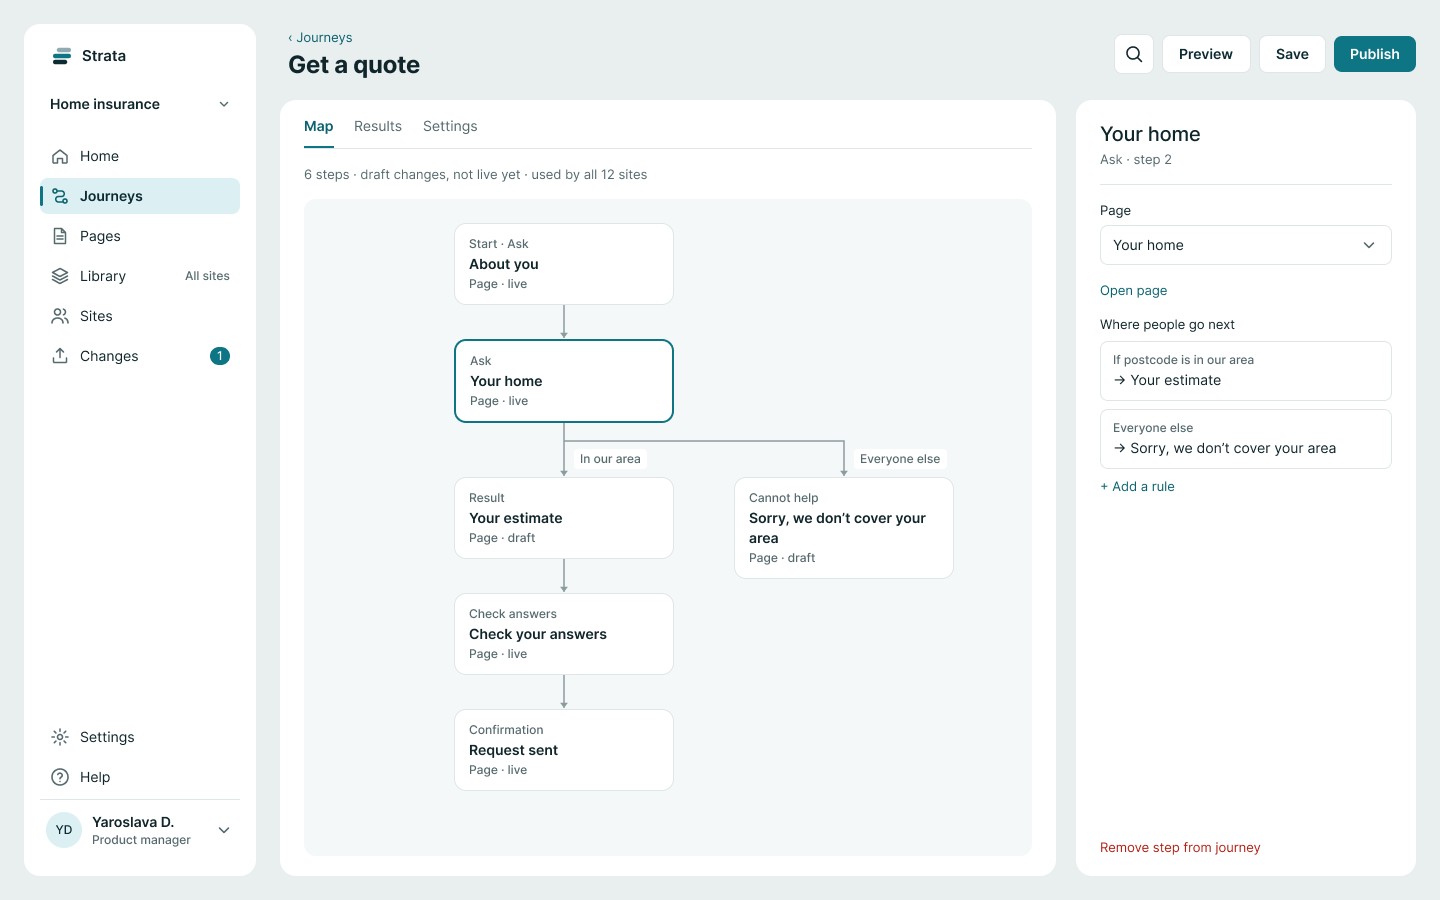 Strata
Home insurance
Home
Journeys
Pages
Library All sites
Sites
Changes 1
Settings
Help
YD
Yaroslava D.
Product manager
‹ Journeys
Get a quote
Preview
Save
Publish
Map
Results
Settings
6 steps · draft changes, not live yet · used by all 12 sites
Start · Ask
About you
Page · live
Ask
Your home
Page · live
In our area
Everyone else
Result
Your estimate
Page · draft
Cannot help
Sorry, we don’t cover your
area
Page · draft
Check answers
Check your answers
Page · live
Confirmation
Request sent
Page · live
Your home
Ask · step 2
Page
Your home
Open page
Where people go next
If postcode is in our area
→ Your estimate
Everyone else
→ Sorry, we don’t cover your area
+ Add a rule
Remove step from journey